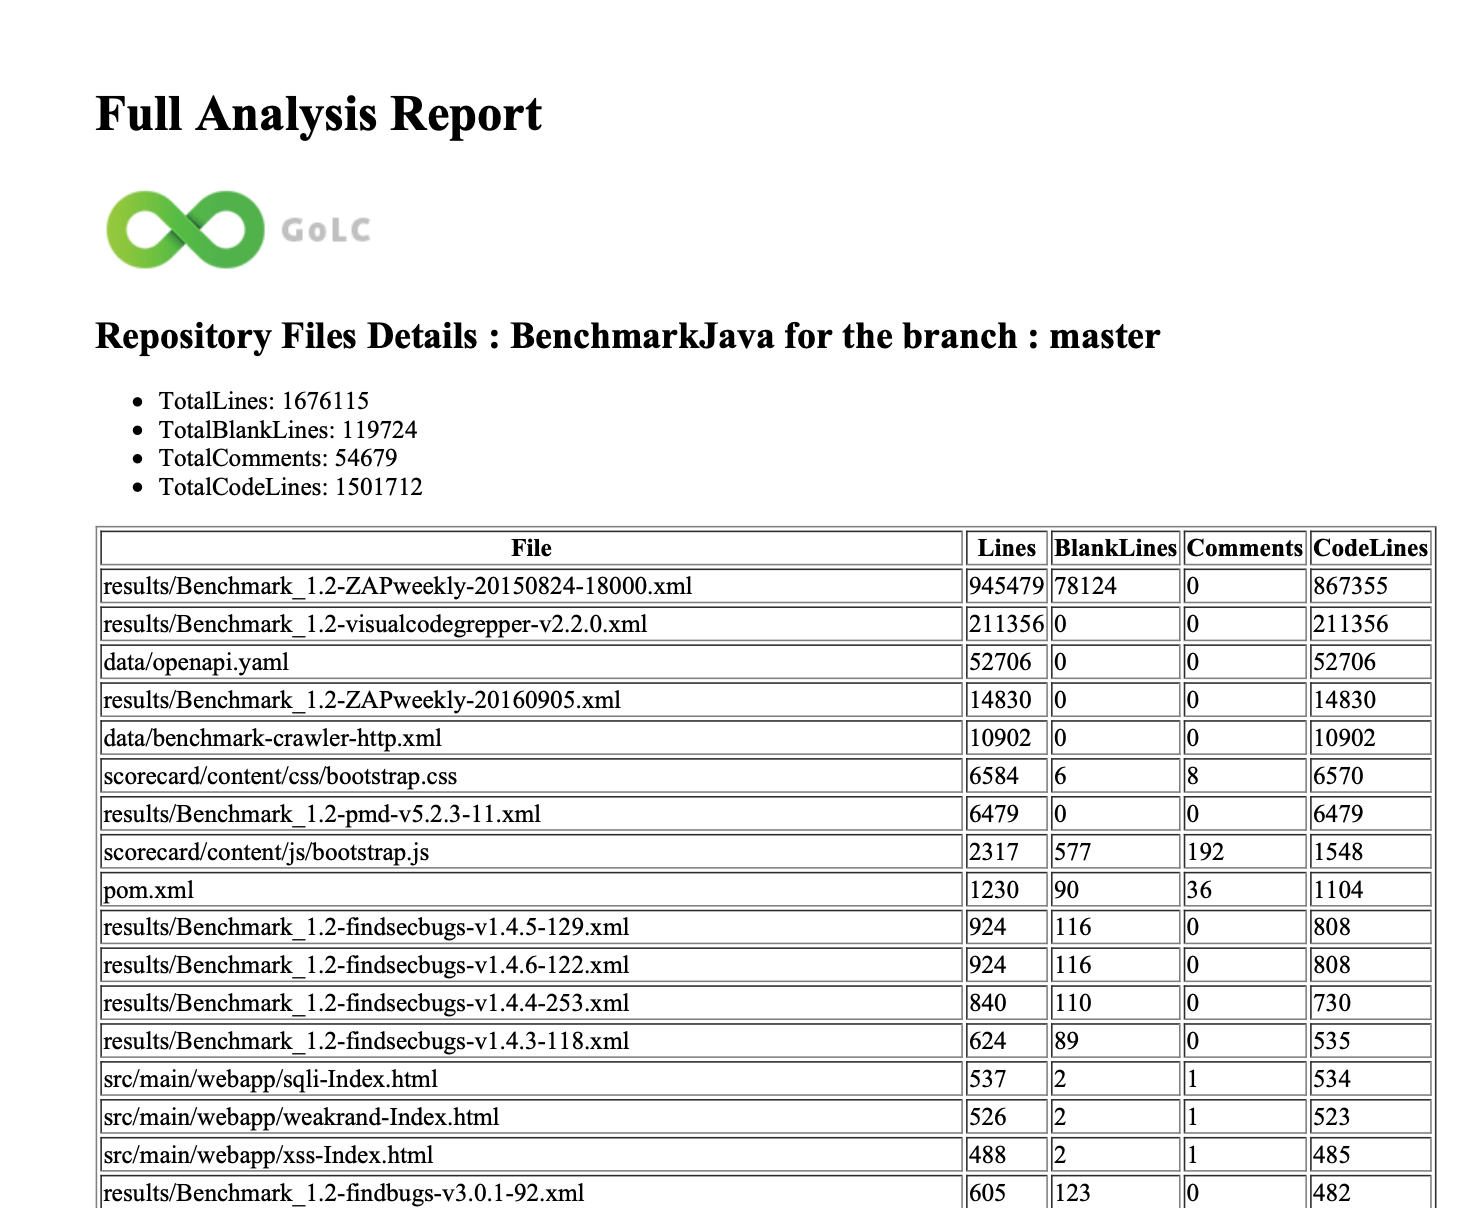 Full Analysis Report
GoLC
Repository Files Details : BenchmarkJava for the branch : master
• TotalLines: 1676115
• TotalBlankLines: 119724
• TotalComments: 54679
• TotalCodeLines: 1501712
File Lines BlankLines Comments CodeLines
results/Benchmark_1.2-ZAPweekly-20150824-18000.xml 945479 78124 0 867355
results/Benchmark_1.2-visualcodegrepper-v2.2.0.xml 211356 0 0 211356
data/openapi.yaml 52706 0 0 52706
results/Benchmark_1.2-ZAPweekly-20160905.xml 14830 0 0 14830
data/benchmark-crawler-http.xml 10902 0 0 10902
scorecard/content/css/bootstrap.css 6584 6 8 6570
results/Benchmark_1.2-pmd-v5.2.3-11.xml 6479 0 0 6479
scorecard/content/js/bootstrap.js 2317 577 192 1548
pom.xml 1230 90 36 1104
results/Benchmark_1.2-findsecbugs-v1.4.5-129.xml 924 116 0 808
results/Benchmark_1.2-findsecbugs-v1.4.6-122.xml 924 116 0 808
results/Benchmark_1.2-findsecbugs-v1.4.4-253.xml 840 110 0 730
results/Benchmark_1.2-findsecbugs-v1.4.3-118.xml 624 89 0 535
src/main/webapp/sqli-Index.html 537 2 1 534
src/main/webapp/weakrand-Index.html 526 2 1 523
src/main/webapp/xss-Index.html 488 2 1 485
results/Benchmark_1.2-findbugs-v3.0.1-92.xml 605 123 0 482